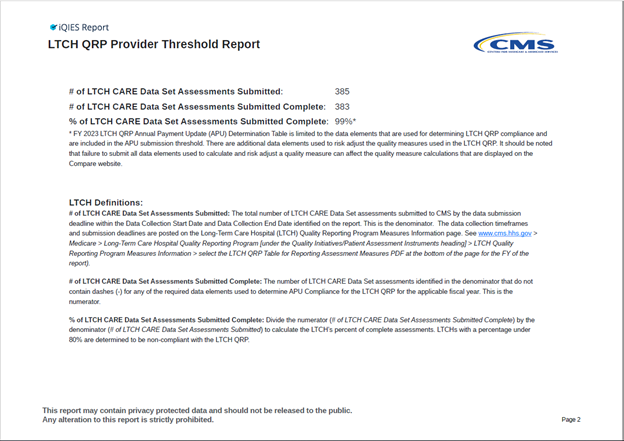 iQIES Report
LTCH QRP Provider Threshold Report
CMS
# of LTCH CARE Data Set Assessments Submitted: 385
# of LTCH CARE Data Set Assessments Submitted Complete: 383
% of LTCH CARE Data Set Assessments Submitted Complete: 99%*
* FY 2023 LTCH QRP Annual Payment Update (APU) Determination Table is limited to the data elements that are used for determining LTCH QRP compliance and
are included in the APU submission threshold. There are additional data elements used to risk adjust the quality measures used in the LTCH QRP. It should be noted
that failure to submit all data elements used to calculate and risk adjust a quality measure can affect the quality measure calculations that are displayed on the
Compare website.
LTCH Definitions:
# of LTCH CARE Data Set Assessments Submitted: The total number of LTCH CARE Data Set assessments submitted to CMS by the data submission
deadline within the Data Collection Start Date and Data Collection End Date identified on the report. This is the denominator. The data collection timeframes
and submission deadlines are posted on the Long-Term Care Hospital (LTCH) Quality Reporting Program Measures Information page. See www.cms.hhs.gov >
Medicare > Long-Term Care Hospital Quality Reporting Program [under the Quality Initiatives/Patient Assessment Instruments heading] > LTCH Quality
Reporting Program Measures Information > select the LTCH QRP Table for Reporting Assessment Measures PDF at the bottom of the page for the FY of the
report).
# of LTCH CARE Data Set Assessments Submitted Complete: The number of LTCH CARE Data Set assessments identified in the denominator that do not
contain dashes (-) for any of the required data elements used to determine APU Compliance for the LTCH QRP for the applicable fiscal year. This is the
numerator.
% of LTCH CARE Data Set Assessments Submitted Complete: Divide the numerator (# of LTCH CARE Data Set Assessments Submitted Complete) by the
denominator (# of LTCH CARE Data Set Assessments Submitted) to calculate the LTCH's percent of complete assessments. LTCHs with a percentage under
80% are determined to be non-compliant with the LTCH QRP.
This report may contain privacy protected data and should not be released to the public.
Any alteration to this report is strictly prohibited.
Page 2